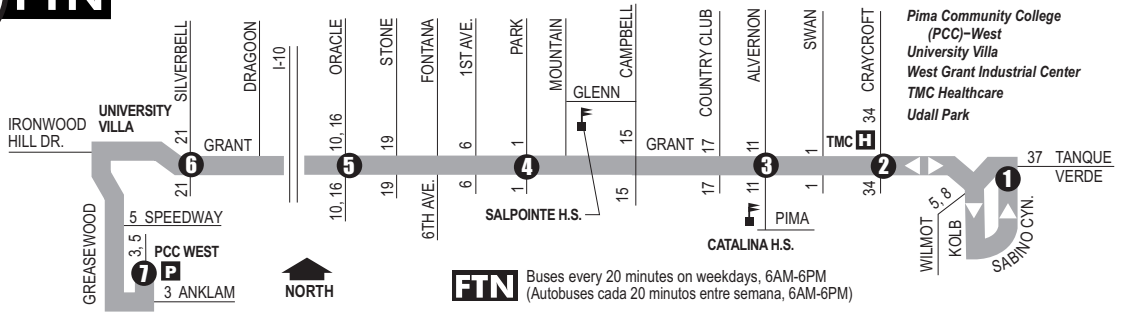 FTN
Pima Community College
(PCC)–West
University Villa
West Grant Industrial Center
TMC Healthcare
Udall Park
SILVERBELL
DRAGOON
I-10
ORACLE
STONE
FONTANA
1ST AVE.
PARK
MOUNTAIN
CAMPBELL
COUNTRY CLUB
ALVERNON
SWAN
CRAYCROFT
GLENN
UNIVERSITY
VILLA
IRONWOOD
HILL DR.
21
GRANT
10, 16
19
6
1
15
GRANT
17
11
1
TMC H
34
6
5
4
3
2
1
37 TANQUE
VERDE
21
10, 16
19
6TH AVE.
6
1
15
17
11
1
34
SALPOINTE H.S.
PIMA
CATALINA H.S.
WILMOT
5, 8
KOLB
SABINO CYN.
GREASEWOOD
5 SPEEDWAY
3, 5
PCC WEST
7 P
3 ANKLAM
NORTH
FTN
Buses every 20 minutes on weekdays, 6AM-6PM
(Autobuses cada 20 minutos entre semana, 6AM-6PM)